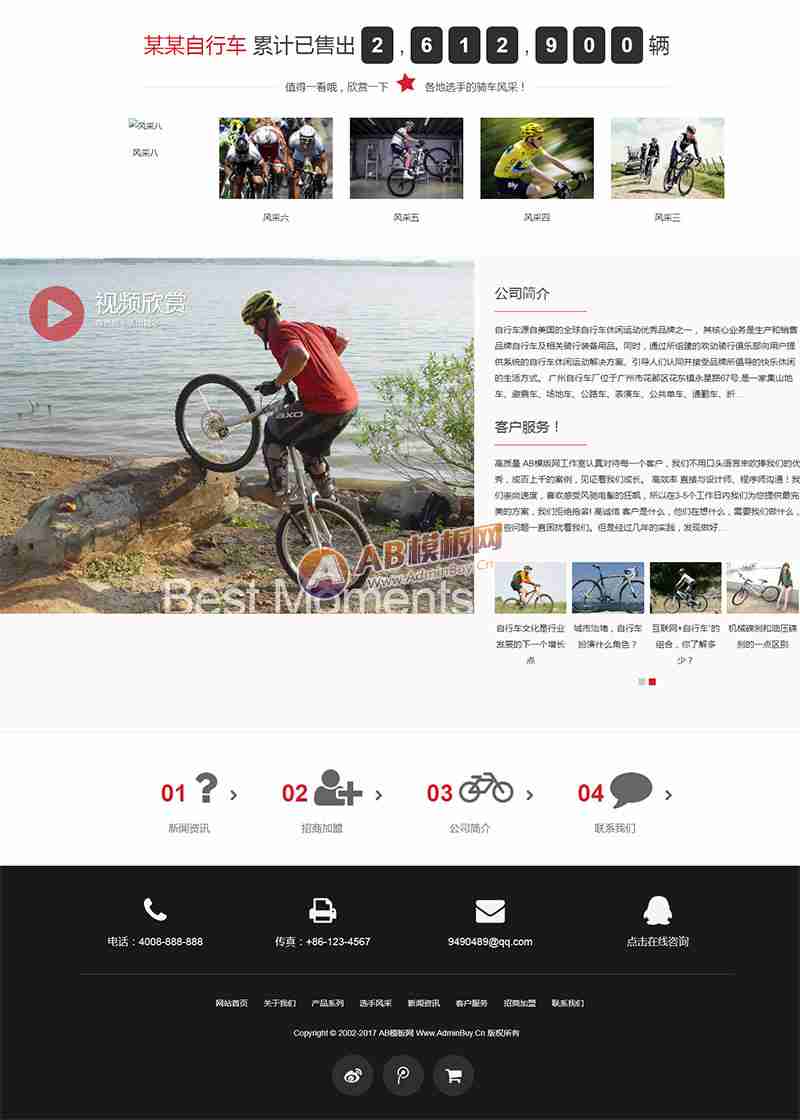 某某自行车 累计已售出 2,612,900 辆
值得一看哦，欣赏一下 各地选手的骑车风采！
风采八
风采八
风采六
风采五
风采四
风采三
视频欣赏
Best Moments
AB模板网
www.AdminBuy.Cn
公司简介
自行车源自美国的全球自行车休闲运动优秀品牌之一，其核心业务是生产和销售
品牌自行车及相关骑行装备用品。同时，通过所组建的欢动骑行俱乐部向用户提
供系统的自行车休闲运动解决方案、引导人们认同并接受品牌所倡导的快乐休闲
的生活方式。 广州自行车厂位于广州市花都区花东镇永星路67号,是一家集山地
车、避震车、场地车、公路车、表演车、公共单车、通勤车、折...
客户服务！
高质量 AB模版网工作室认真对待每一个客户，我们不用口头语言来吹捧我们的优
秀，成百上千的案例，见证着我们成长。 高效率 直接与设计师、程序师沟通！我
们崇尚速度，喜欢感受风驰电掣的狂飙，所以在3-5个工作日内我们为您提供最完
美的方案，我们拒绝拖沓! 高诚信 客户是什么，他们在想什么，需要我们做什么，
些问题一直困扰着我们。但是经过几年的实践，发现做好...
自行车文化是行业
发展的下一个增长
点
城市治堵，自行车
扮演什么角色？
互联网+自行车"的
组合，你了解多
少？
机械碟刹和油压碟
刹的一点区别
01
新闻资讯
02
招商加盟
03
公司简介
04
联系我们
电话：4008-888-888
传真：+86-123-4567
9490489@qq.com
点击在线咨询
网站首页 关于我们 产品系列 选手风采 新闻资讯 客户服务 招商加盟 联系我们
Copyright © 2002-2017 AB模板网 Www.AdminBuy.Cn 版权所有